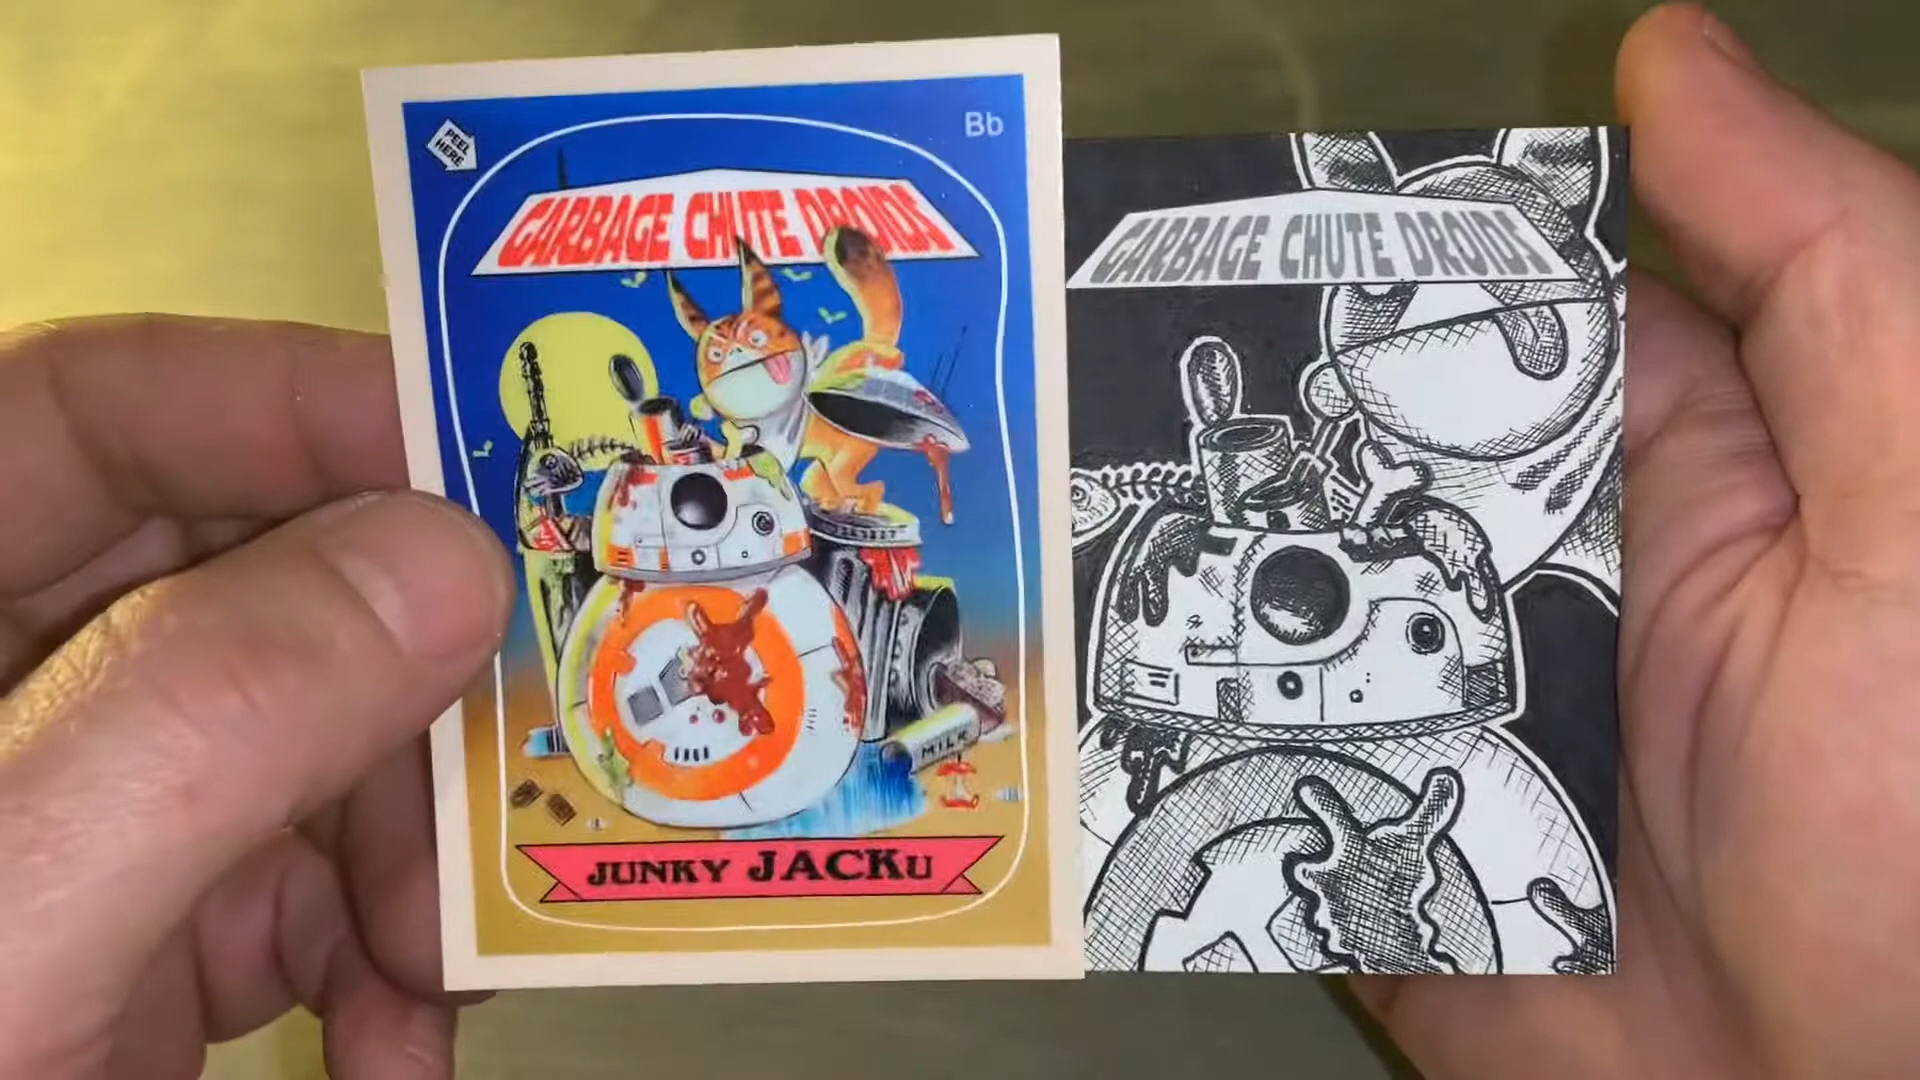 PEEL
HERE
Bb
GARBAGE CHUTE DROIDS
MILK
JUNKY JACKU
GARBAGE CHUTE DROIDS